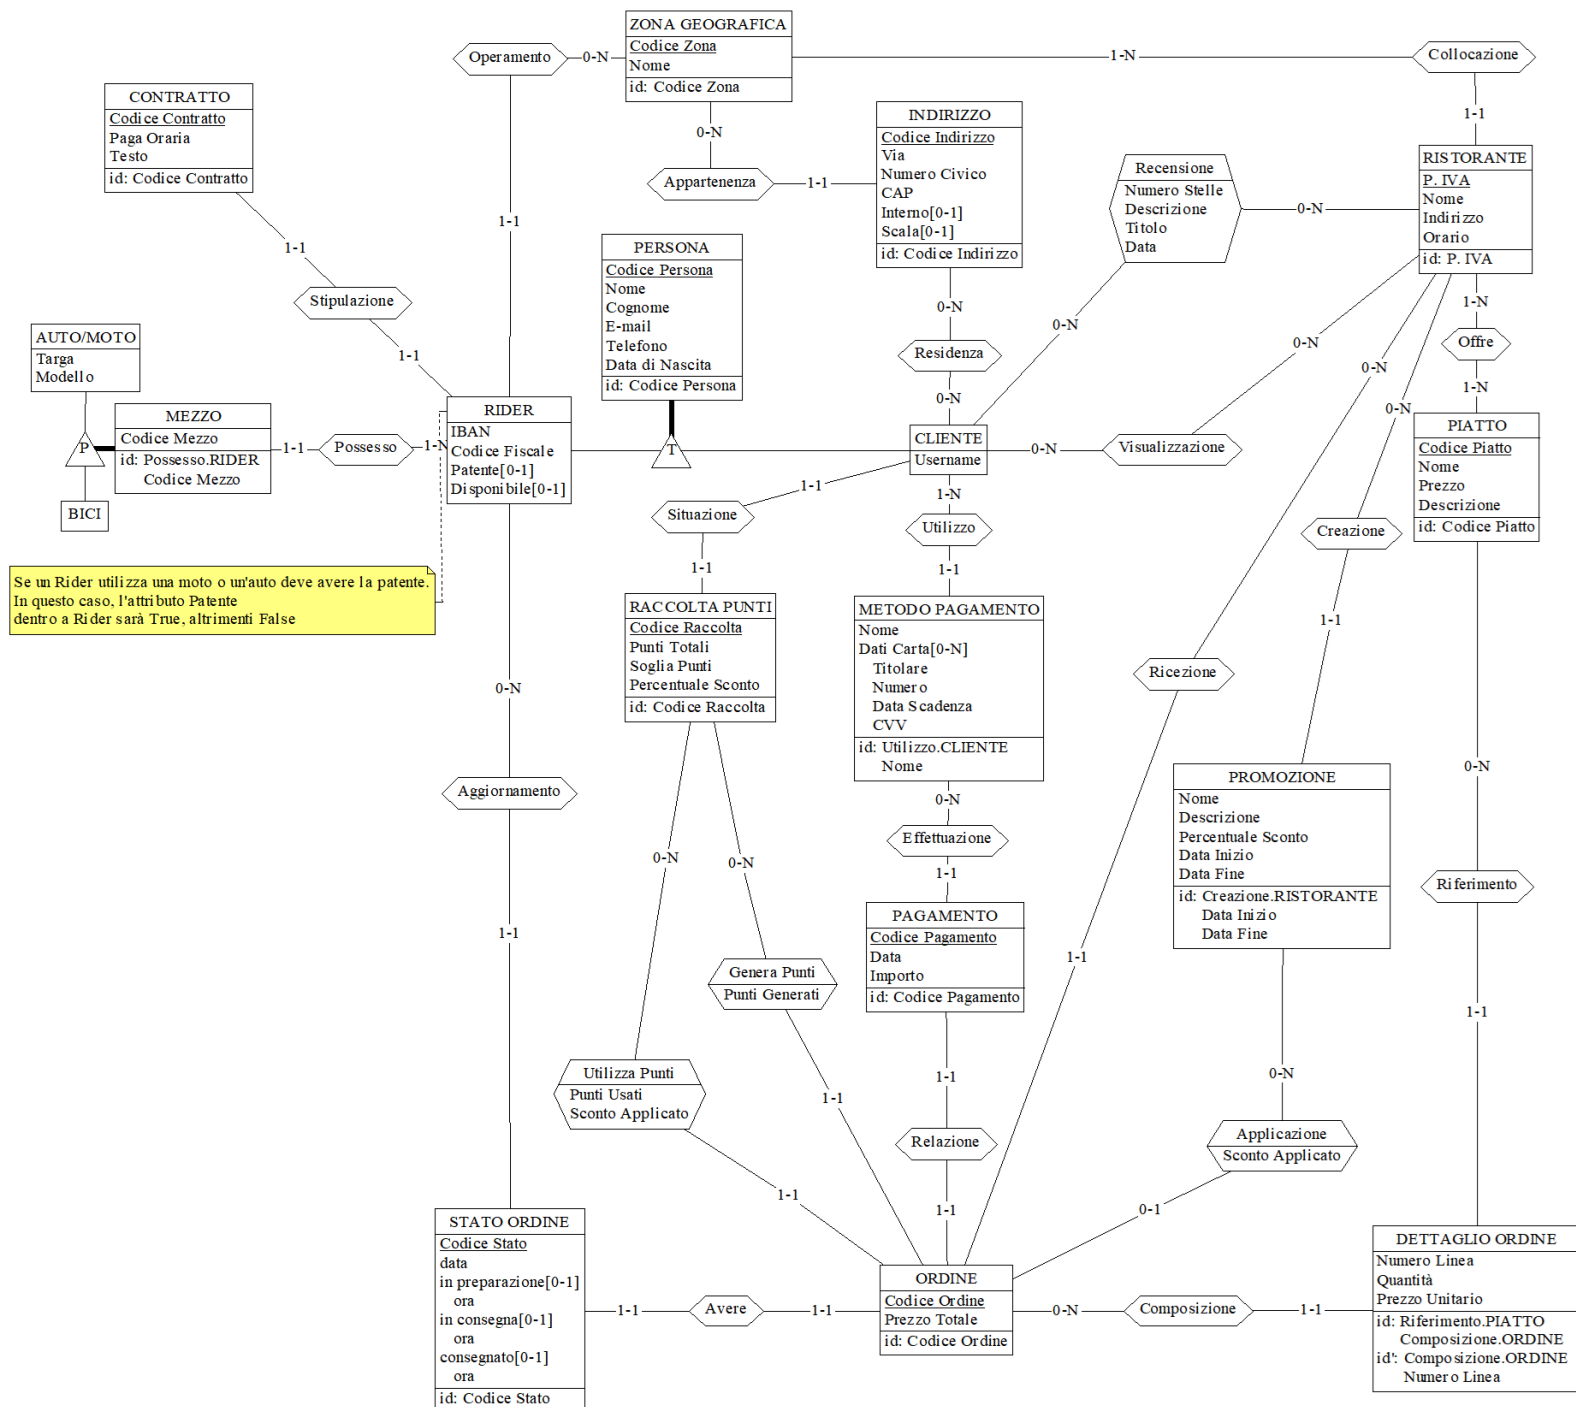 ZONA GEOGRAFICA
Codice Zona
Nome
id: Codice Zona
Operamento
0-N
1-N
Collocazione
CONTRATTO
Codice Contratto
Paga Oraria
Testo
id: Codice Contratto
0-N
INDIRIZZO
Codice Indirizzo
Via
Numero Civico
CAP
Interno[0-1]
Scala[0-1]
id: Codice Indirizzo
1-1
Appartenenza
1-1
Recensione
Numero Stelle
Descrizione
Titolo
Data
0-N
RISTORANTE
P. IVA
Nome
Indirizzo
Orario
id: P. IVA
1-1
1-1
PERSONA
Codice Persona
Nome
Cognome
E-mail
Telefono
Data di Nascita
id: Codice Persona
Stipulazione
0-N
1-N
0-N
0-N
Offre
AUTO/MOTO
Targa
Modello
1-1
Residenza
0-N
1-N
0-N
0-N
MEZZO
Codice Mezzo
id: Possesso.RIDER
Codice Mezzo
P
1-1
Possesso
1-N
RIDER
IBAN
Codice Fiscale
Patente[0-1]
Disponibile[0-1]
T
CLIENTE
Username
0-N
Visualizzazione
PIATTO
Codice Piatto
Nome
Prezzo
Descrizione
id: Codice Piatto
BICI
1-1
1-N
Situazione
Utilizzo
Creazione
Se un Rider utilizza una moto o un'auto deve avere la patente.
In questo caso, l'attributo Patente
dentro a Rider sarà True, altrimenti False
1-1
1-1
RACCOLTA PUNTI
Codice Raccolta
Punti Totali
Soglia Punti
Percentuale Sconto
id: Codice Raccolta
METODO PAGAMENTO
Nome
Dati Carta[0-N]
Titolare
Numero
Data Scadenza
CVV
id: Utilizzo.CLIENTE
Nome
1-1
Ricezione
0-N
0-N
Aggiornamento
0-N
PROMOZIONE
Nome
Descrizione
Percentuale Sconto
Data Inizio
Data Fine
id: Creazione.RISTORANTE
Data Inizio
Data Fine
Effettuazione
0-N
0-N
1-1
Riferimento
PAGAMENTO
Codice Pagamento
Data
Importo
id: Codice Pagamento
1-1
1-1
Genera Punti
Punti Generati
1-1
Utilizza Punti
Punti Usati
Sconto Applicato
1-1
1-1
0-N
Relazione
Applicazione
Sconto Applicato
1-1
1-1
0-1
STATO ORDINE
Codice Stato
data
in preparazione[0-1]
ora
in consegna[0-1]
ora
consegnato[0-1]
ora
id: Codice Stato
1-1
Avere
1-1
ORDINE
Codice Ordine
Prezzo Totale
id: Codice Ordine
0-N
Composizione
1-1
DETTAGLIO ORDINE
Numero Linea
Quantità
Prezzo Unitario
id: Riferimento.PIATTO
Composizione.ORDINE
id': Composizione.ORDINE
Numero Linea